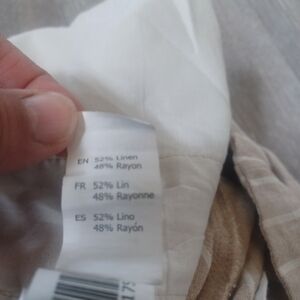 EN 52% Linen
48% Rayon
FR 52% Lin
48% Rayonne
ES 52% Lino
48% Rayón